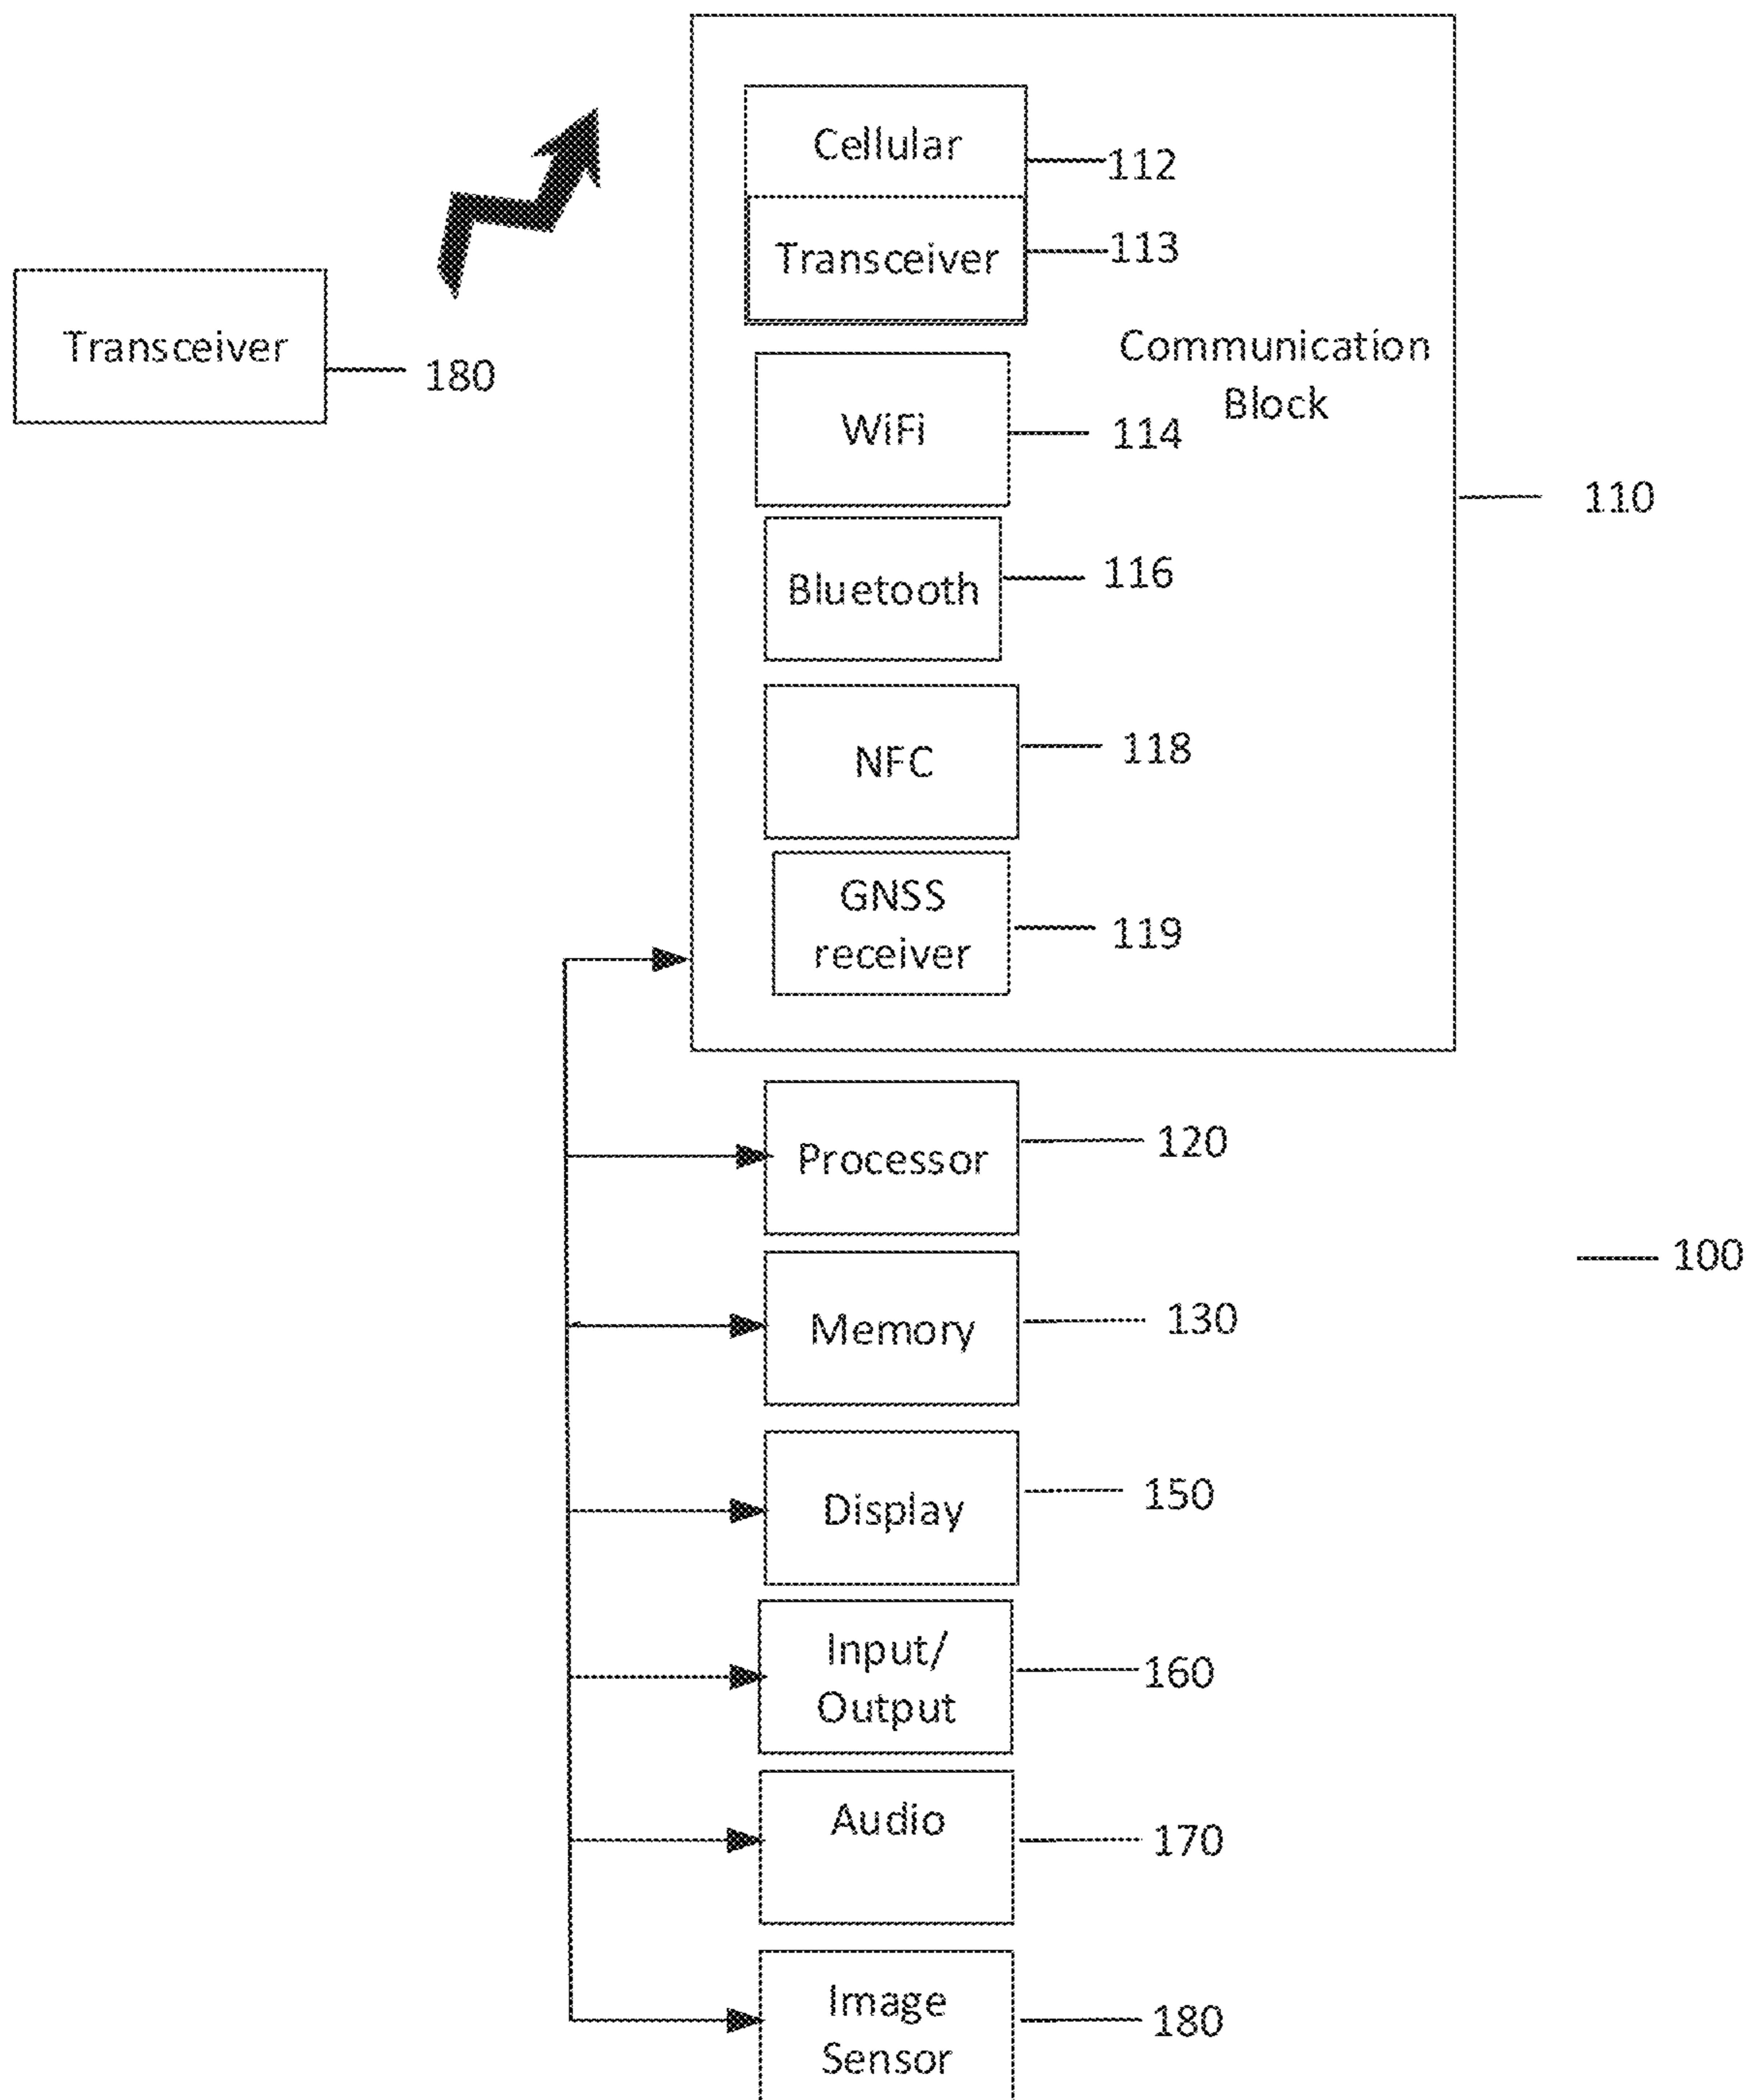 Cellular
112
Transceiver
113
Transceiver
180
Communication
Block
WiFi
114
110
Bluetooth
116
NFC
118
GNSS
receiver
119
Processor
120
100
Memory
130
Display
150
Input/
Output
160
Audio
170
Image
Sensor
180